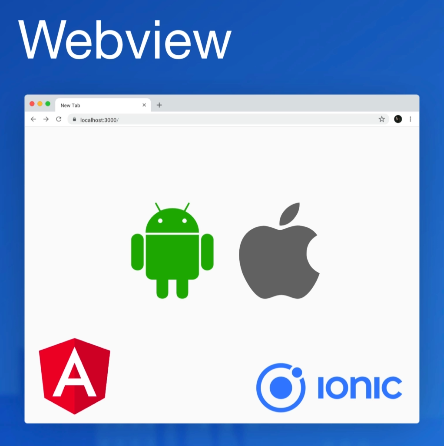 Webview
New Tab
localhost:3000/
A
IONIC